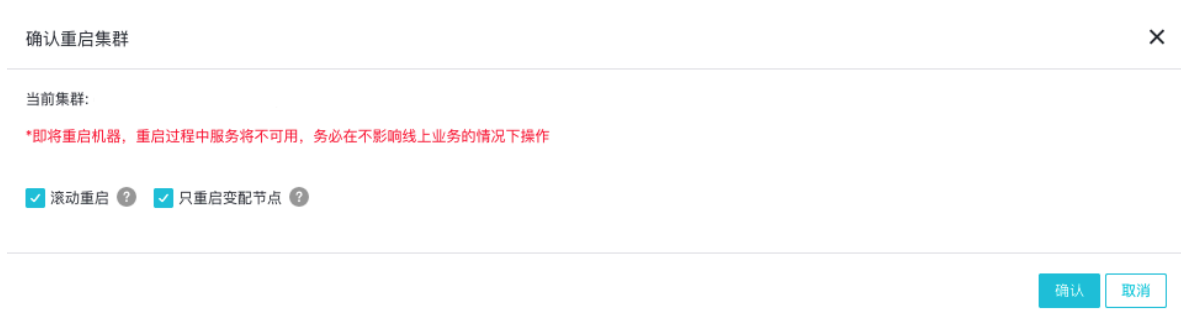 确认重启集群
当前集群:
*即将重启机器，重启过程中服务将不可用，务必在不影响线上业务的情况下操作
滚动重启 ? 只重启变配节点 ?
确认 取消